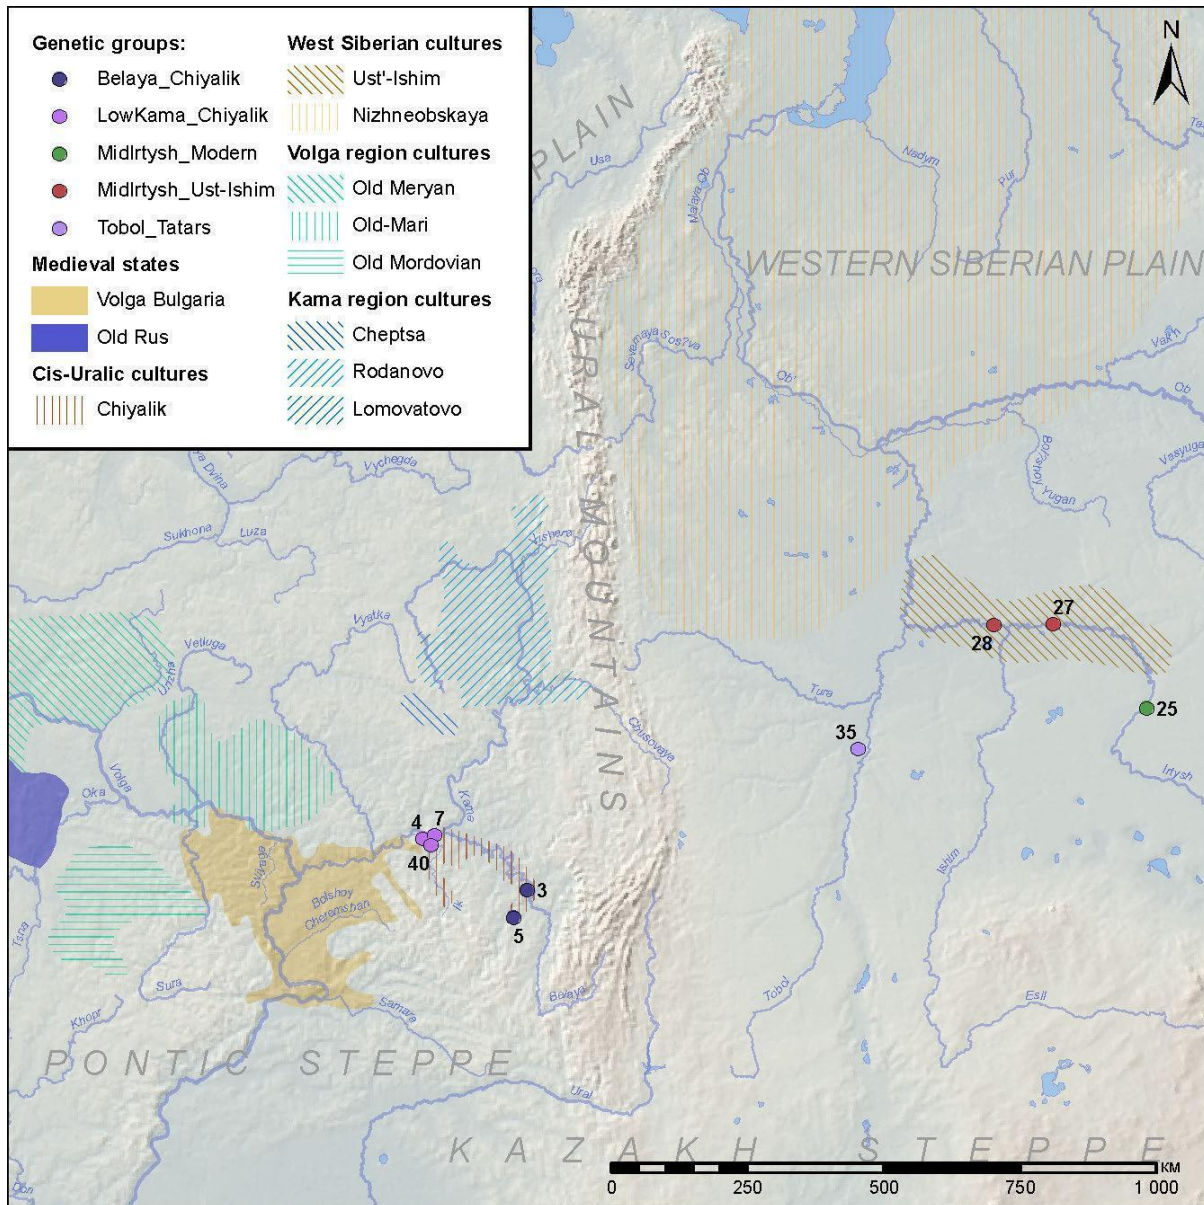 Genetic groups:
Belaya_Chiyalik
LowKama_Chiyalik
MidIrtysh_Modern
MidIrtysh_Ust-Ishim
Tobol_Tatars
Medieval states
Volga Bulgaria
Old Rus
Cis-Uralic cultures
Chiyalik
West Siberian cultures
Ust'-Ishim
Nizhneobskaya
Volga region cultures
Old Meryan
Old-Mari
Old Mordovian
Kama region cultures
Cheptsa
Rodanovo
Lomovatovo
N
PLAIN
Usa
Malaya Ob
Nadym
Pur
WESTERN SIBERIAN PLAIN
URAL MOUNTAINS
Severnaya Sos?va
Vak'h
Ob'
Ob
Bol'shoy Yugan
Vasyuga
Vychegda
Sukhona
Luza
Vishera
Vyatka
Vetluga
Unzha
27
28
25
Tura
35
Irtysh
Chusovaya
Kama
Volga
Oka
4
7
40
3
5
Sviyaga
Bolshoy
Cheremshan
Ik
Ishim
Tsna
Sura
Belaya
Tobol
Esil
Khopr
Samara
PONTIC STEPPE
Ural
KAZAKH STEPPE
Don
KM
0
250
500
750
1 000